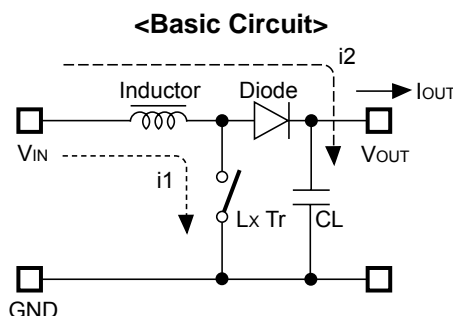 <Basic Circuit>
i2
Inductor
Diode
IOUT
VIN
VOUT
i1
Lx Tr
CL
GND